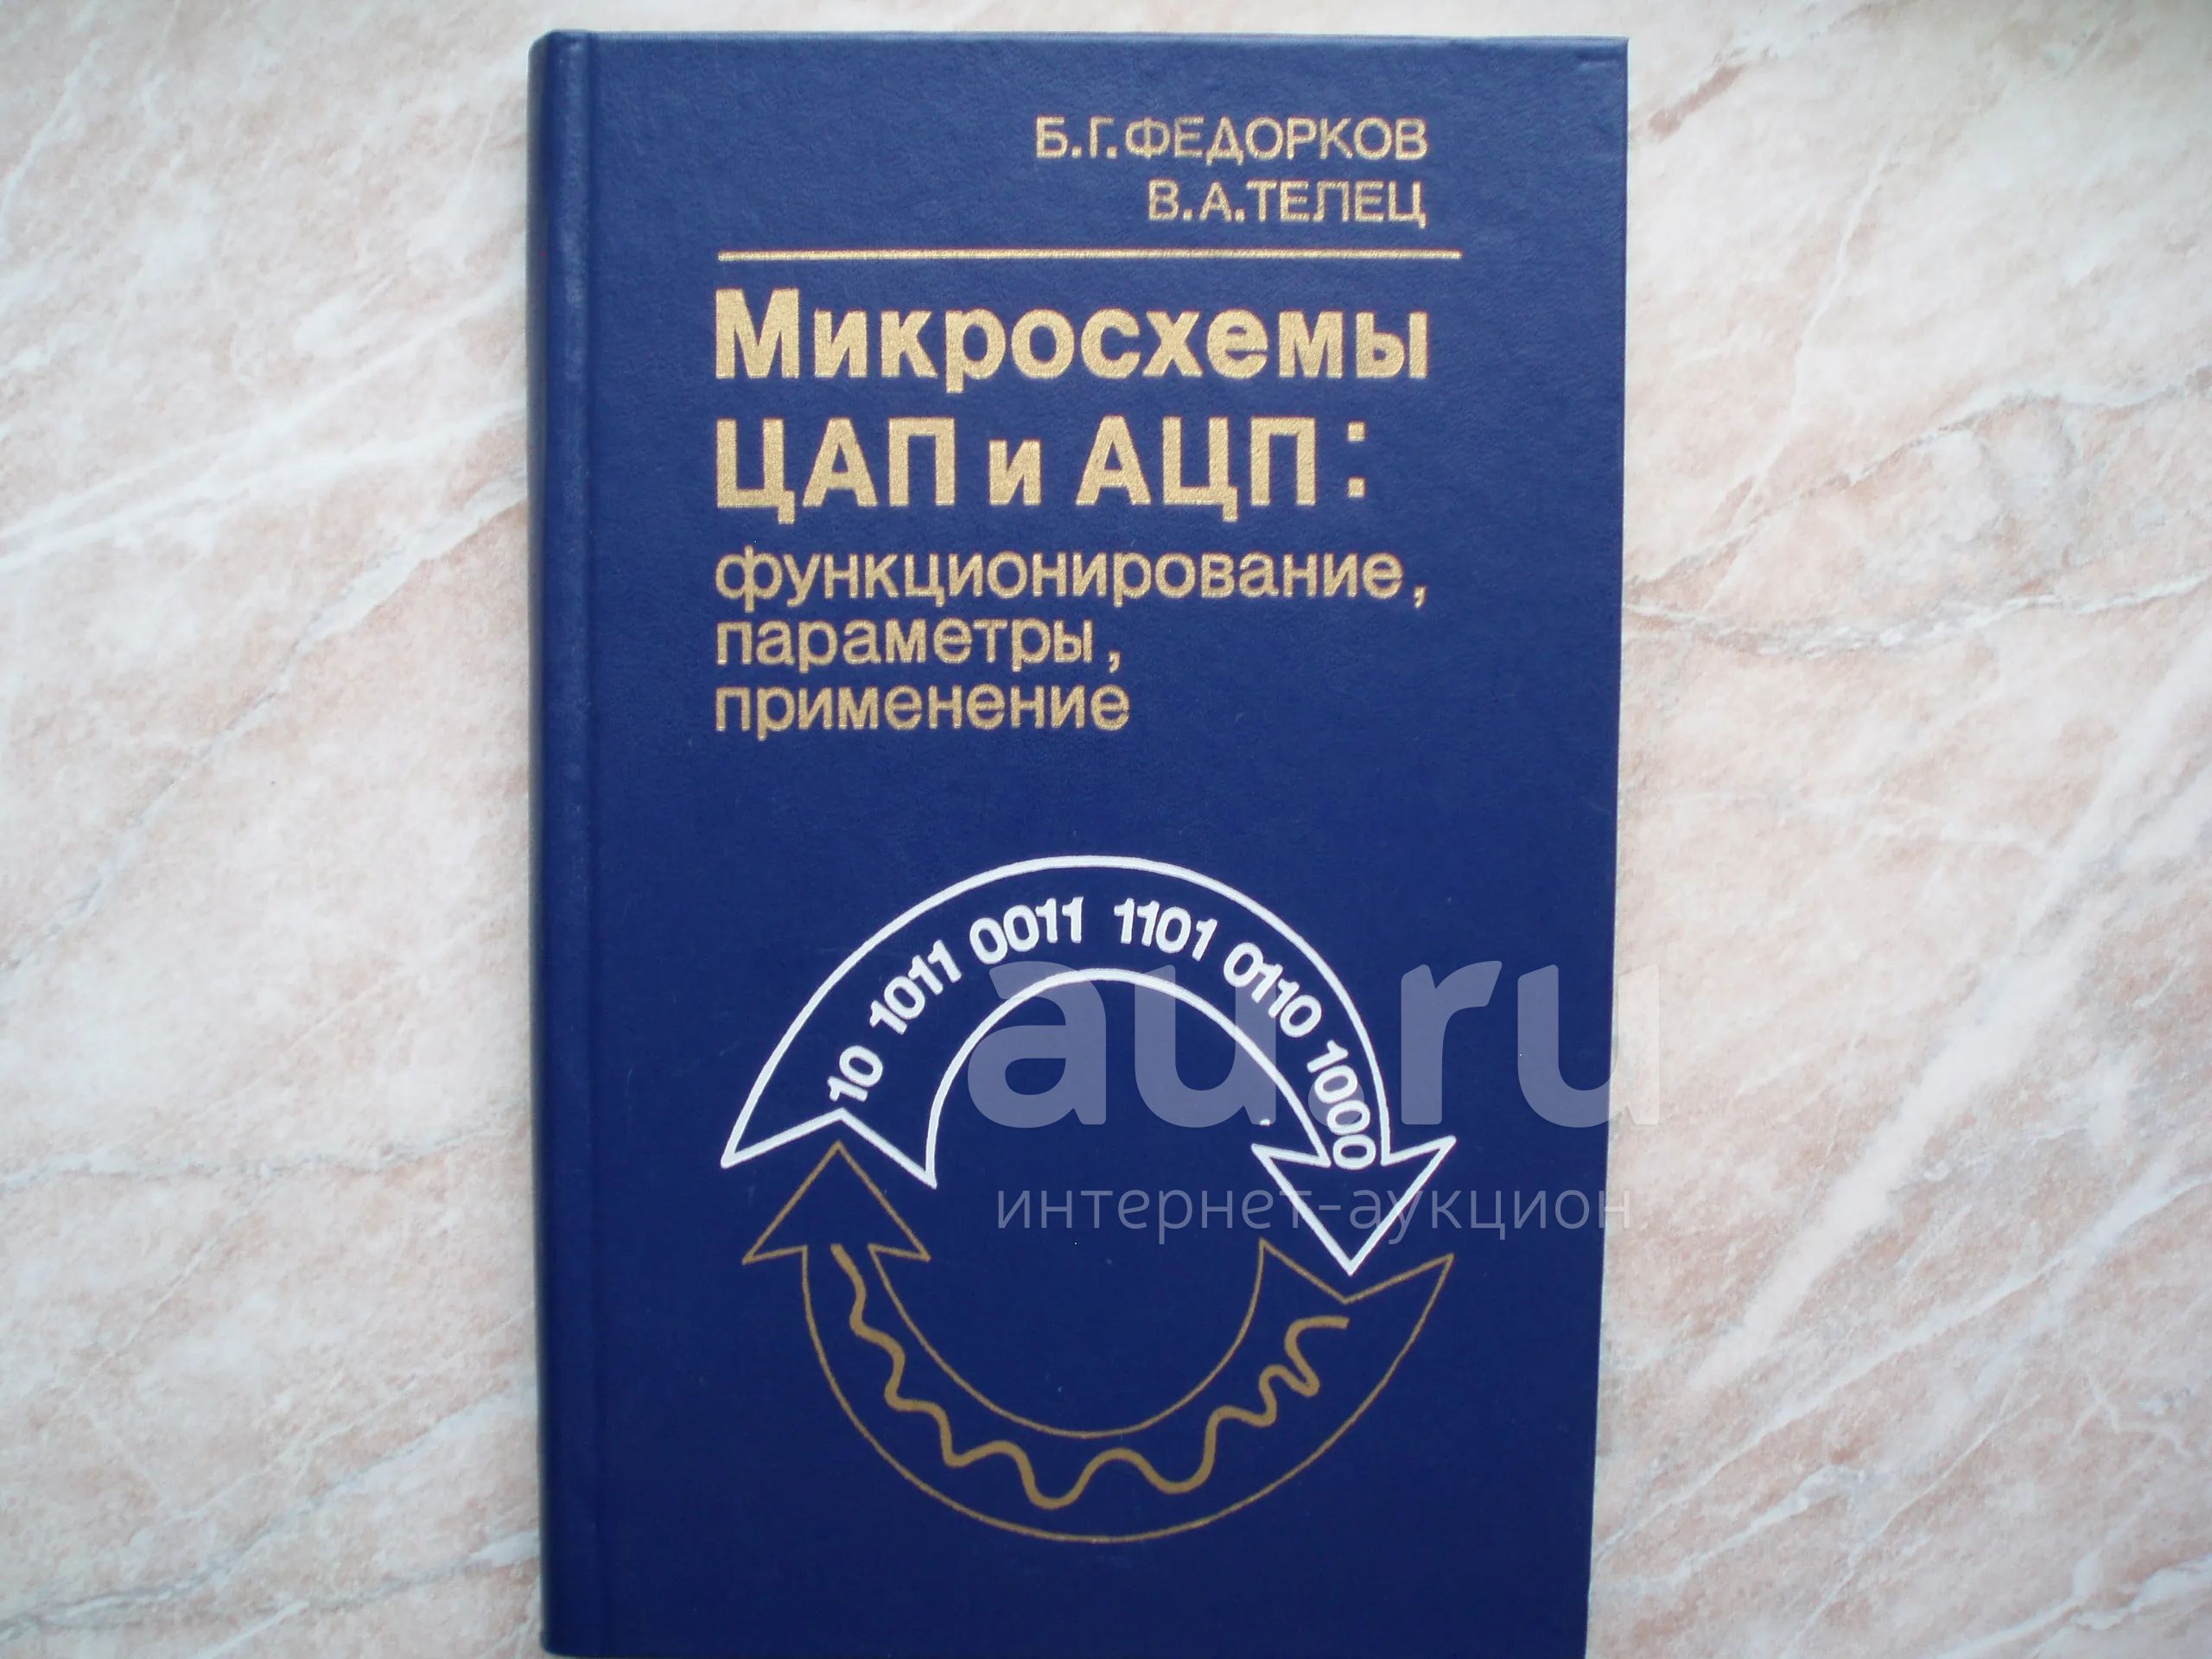 Б.Г.ФЕДОРКОВ
В.А.ТЕЛЕЦ
Микросхемы
ЦАП и АЦП:
функционирование,
параметры,
применение
10 1011 0011 1101 0110 1000
au.ru
интернет-аукцион